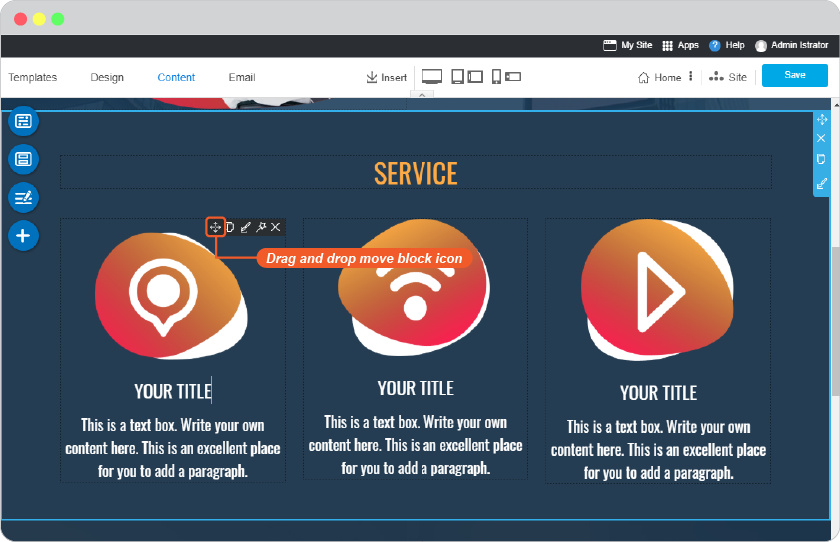 My Site Apps ? Help Admin Istrator
Templates Design Content Email Insert Home Site Save
SERVICE
Drag and drop move block icon
YOUR TITLE
This is a text box. Write your own
content here. This is an excellent place
for you to add a paragraph.
YOUR TITLE
This is a text box. Write your own
content here. This is an excellent place
for you to add a paragraph.
YOUR TITLE
This is a text box. Write your own
content here. This is an excellent place
for you to add a paragraph.